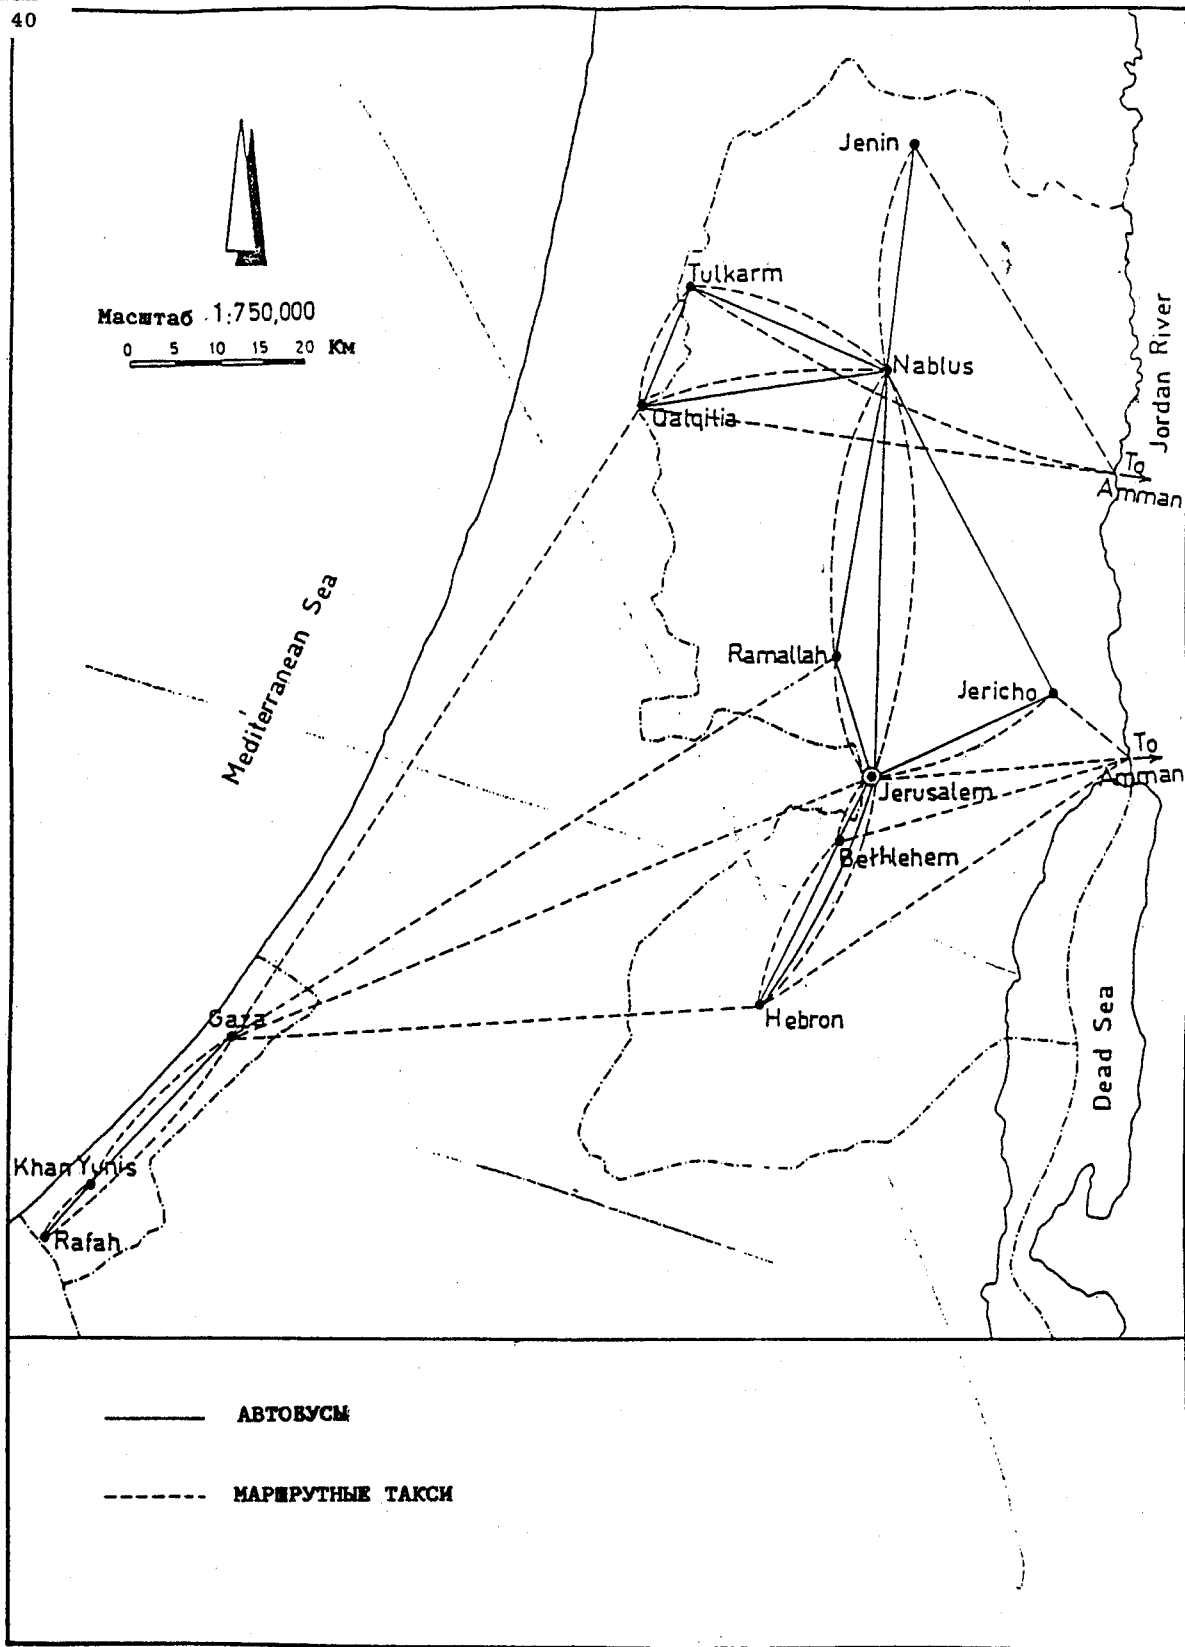 40
Jenin
Tulkarm
Масштаб 1:750,000
0 5 10 15 20 Км
Nablus
Qalqilia
Jordan River
To
Amman
Mediterranean Sea
Ramallah
Jericho
To
Amman
Jerusalem
Bethlehem
Gaza
Hebron
Dead Sea
Khan Yunis
Rafah
АВТОБУСЫ
МАРШРУТНЫЕ ТАКСИ